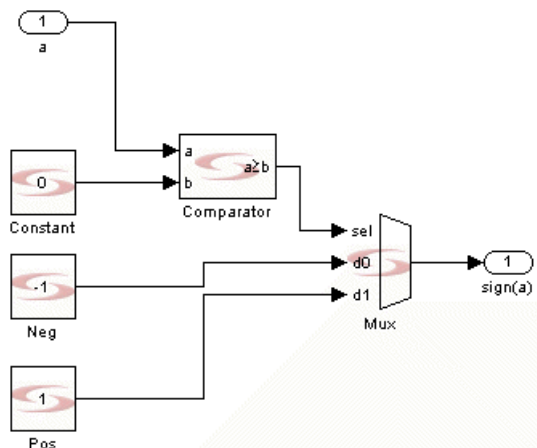 1
a
0
Constant
a
b
a≥b
Comparator
-1
Neg
sel
d0
d1
Mux
1
sign(a)
1
Pos